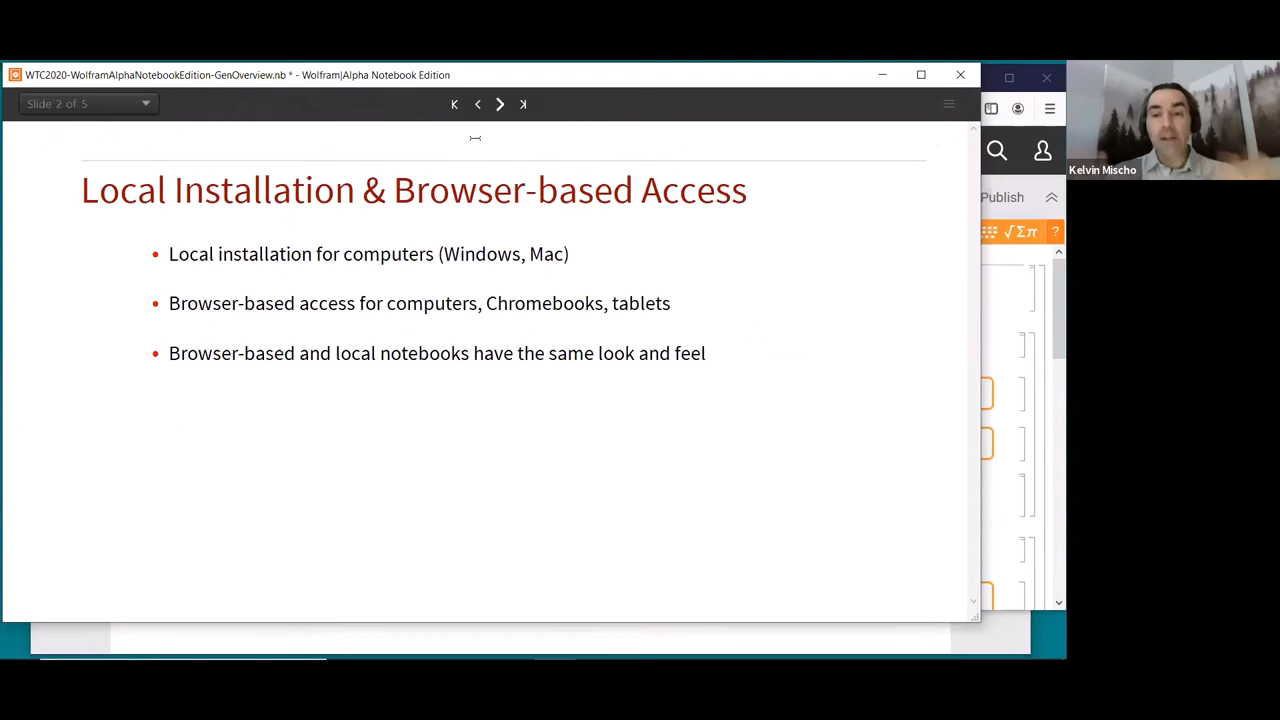 WTC2020-WolframAlphaNotebookEdition-GenOverview.nb * - Wolfram|Alpha Notebook Edition
Slide 2 of 5
Local Installation & Browser-based Access
• Local installation for computers (Windows, Mac)
• Browser-based access for computers, Chromebooks, tablets
• Browser-based and local notebooks have the same look and feel
Kelvin Mischo
Publish
√Σπ
?